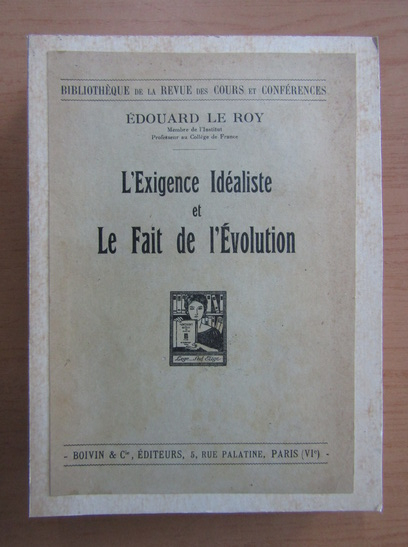 BIBLIOTHÈQUE DE LA REVUE DES COURS ET CONFÉRENCES
ÉDOUARD LE ROY
Membre de l'Institut
Professeur au Collège de France
L'Exigence Idéaliste
et
Le Fait de l'Évolution
- BOIVIN & Cie, ÉDITEURS, 5, RUE PALATINE, PARIS (VIe) -